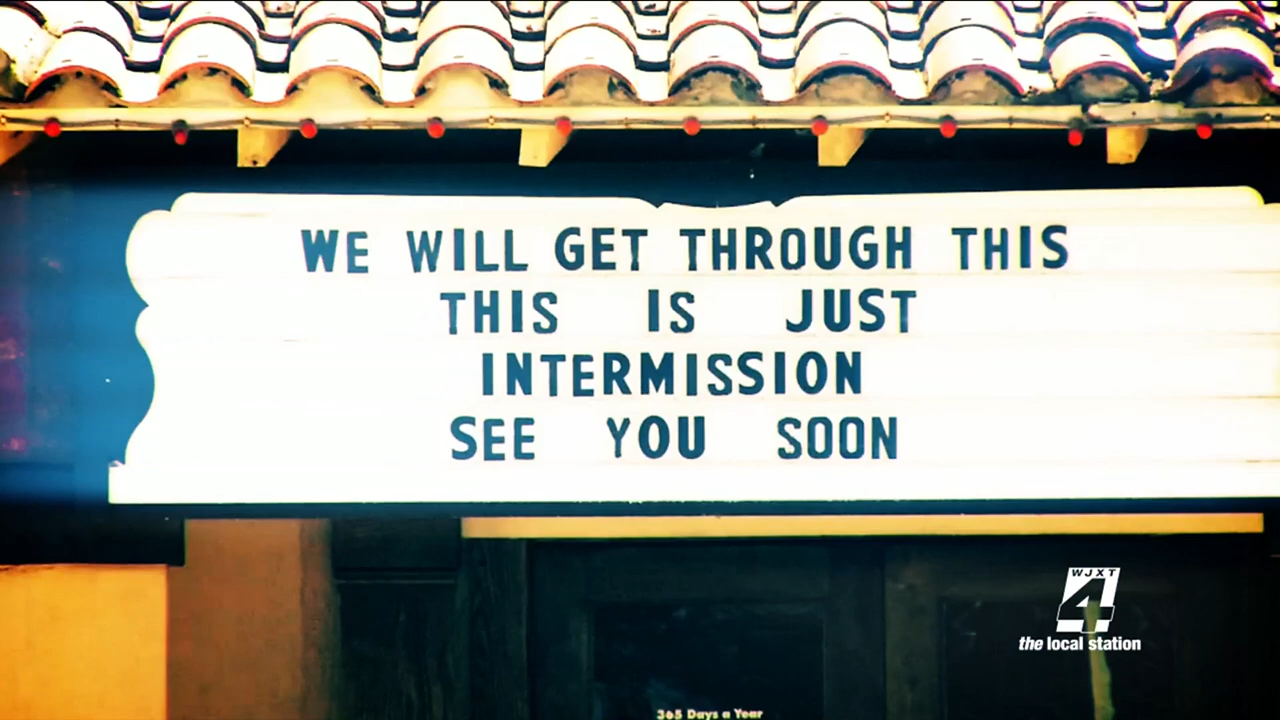 WE WILL GET THROUGH THIS
THIS IS JUST
INTERMISSION
SEE YOU SOON
WJXT
4
the local station
365 Days a Year